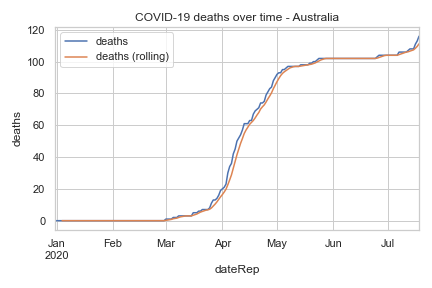 COVID-19 deaths over time - Australia
deaths
deaths (rolling)
120
100
80
60
40
20
0
deaths
Jan Feb Mar Apr May Jun Jul
2020
dateRep